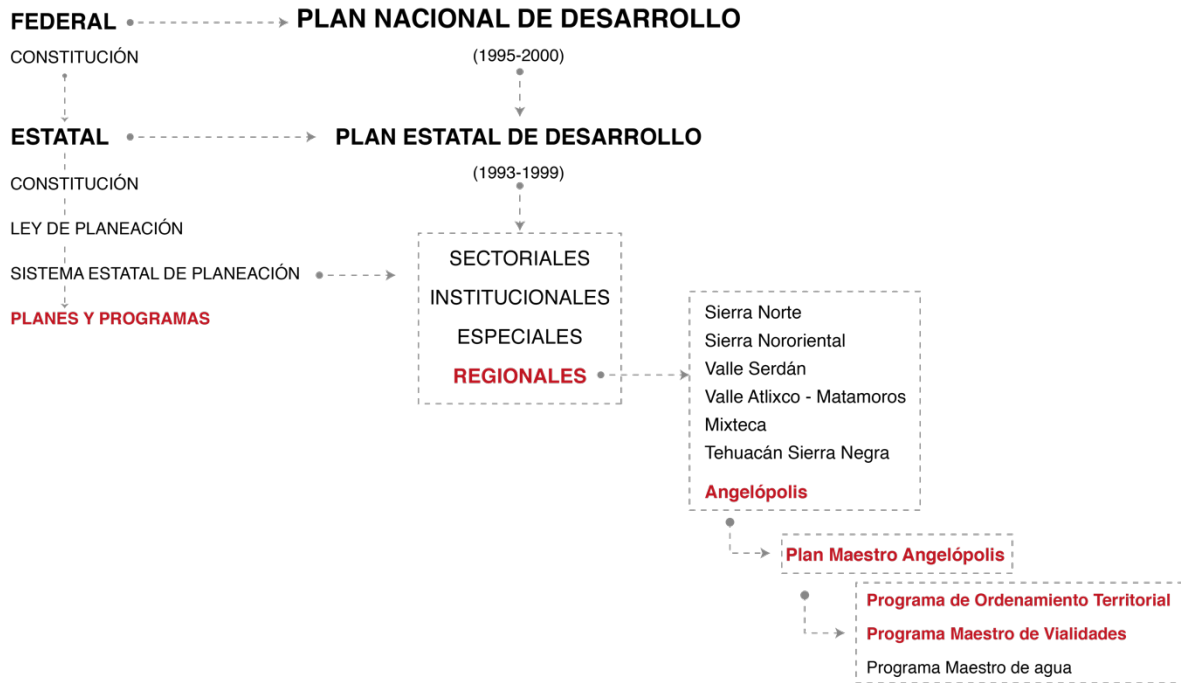 FEDERAL
PLAN NACIONAL DE DESARROLLO
CONSTITUCIÓN
(1995-2000)
ESTATAL
PLAN ESTATAL DE DESARROLLO
CONSTITUCIÓN
(1993-1999)
LEY DE PLANEACIÓN
SISTEMA ESTATAL DE PLANEACIÓN
PLANES Y PROGRAMAS
SECTORIALES
INSTITUCIONALES
ESPECIALES
REGIONALES
Sierra Norte
Sierra Nororiental
Valle Serdán
Valle Atlixco - Matamoros
Mixteca
Tehuacán Sierra Negra
Angelópolis
Plan Maestro Angelópolis
Programa de Ordenamiento Territorial
Programa Maestro de Vialidades
Programa Maestro de agua